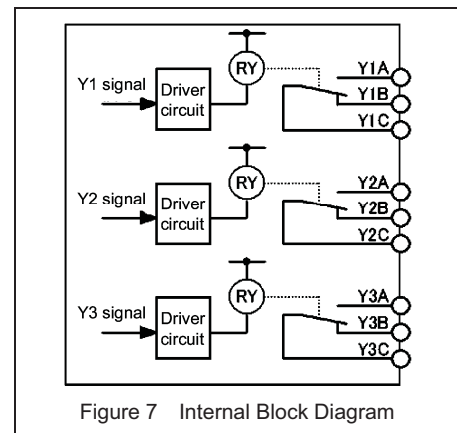 RY
Y1A
Y1 signal
Driver
circuit
Y1B
Y1C
RY
Y2A
Y2 signal
Driver
circuit
Y2B
Y2C
RY
Y3A
Y3 signal
Driver
circuit
Y3B
Y3C
Figure 7 Internal Block Diagram